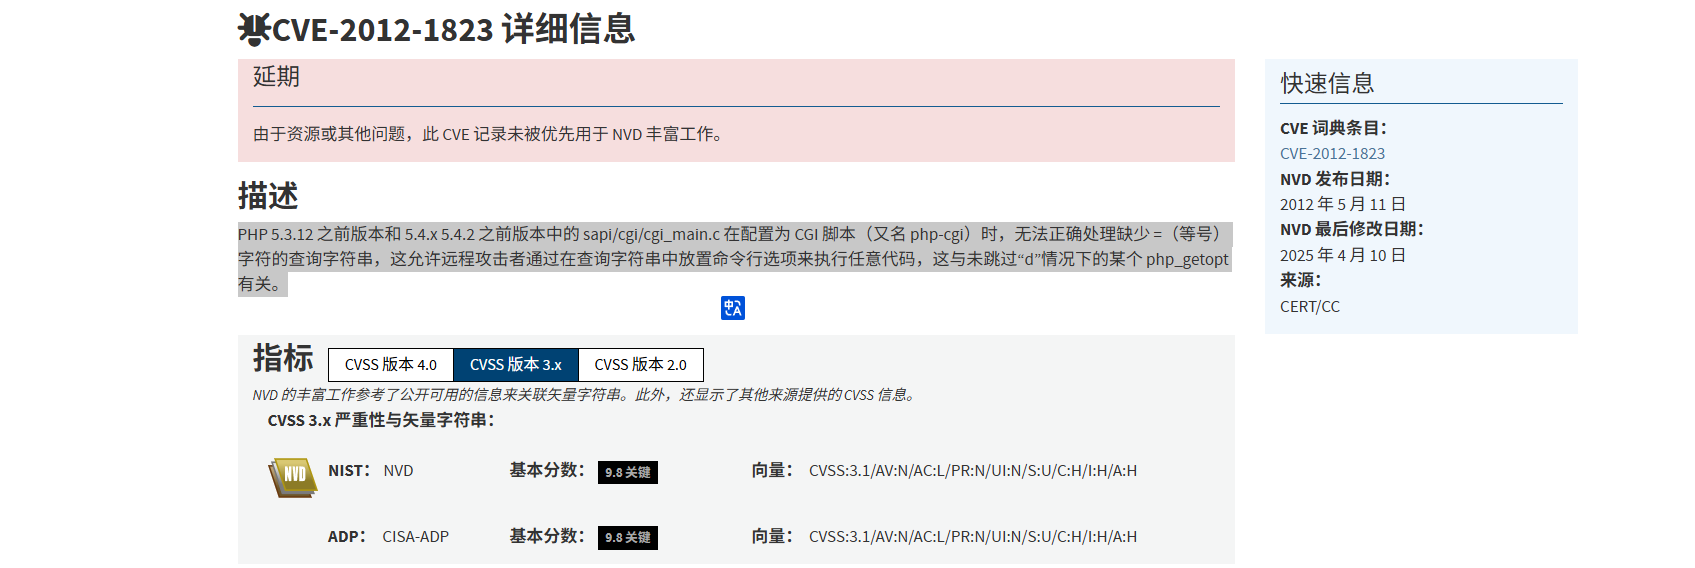 CVE-2012-1823 详细信息
延期
由于资源或其他问题，此 CVE 记录未被优先用于 NVD 丰富工作。
描述
PHP 5.3.12 之前版本和 5.4.x 5.4.2 之前版本中的 sapi/cgi/cgi_main.c 在配置为 CGI 脚本（又名 php-cgi）时，无法正确处理缺少 =（等号）
字符的查询字符串，这允许远程攻击者通过在查询字符串中放置命令行选项来执行任意代码，这与未跳过“d”情况下的某个 php_getopt
有关。
中 A
指标 CVSS 版本 4.0 CVSS 版本 3.x CVSS 版本 2.0
NVD 的丰富工作参考了公开可用的信息来关联矢量字符串。此外，还显示了其他来源提供的 CVSS 信息。
CVSS 3.x 严重性与矢量字符串：
NVD NIST： NVD 基本分数： 9.8 关键 向量： CVSS:3.1/AV:N/AC:L/PR:N/UI:N/S:U/C:H/I:H/A:H
ADP： CISA-ADP 基本分数： 9.8 关键 向量： CVSS:3.1/AV:N/AC:L/PR:N/UI:N/S:U/C:H/I:H/A:H
快速信息
CVE 词典条目：
CVE-2012-1823
NVD 发布日期：
2012 年 5 月 11 日
NVD 最后修改日期：
2025 年 4 月 10 日
来源：
CERT/CC